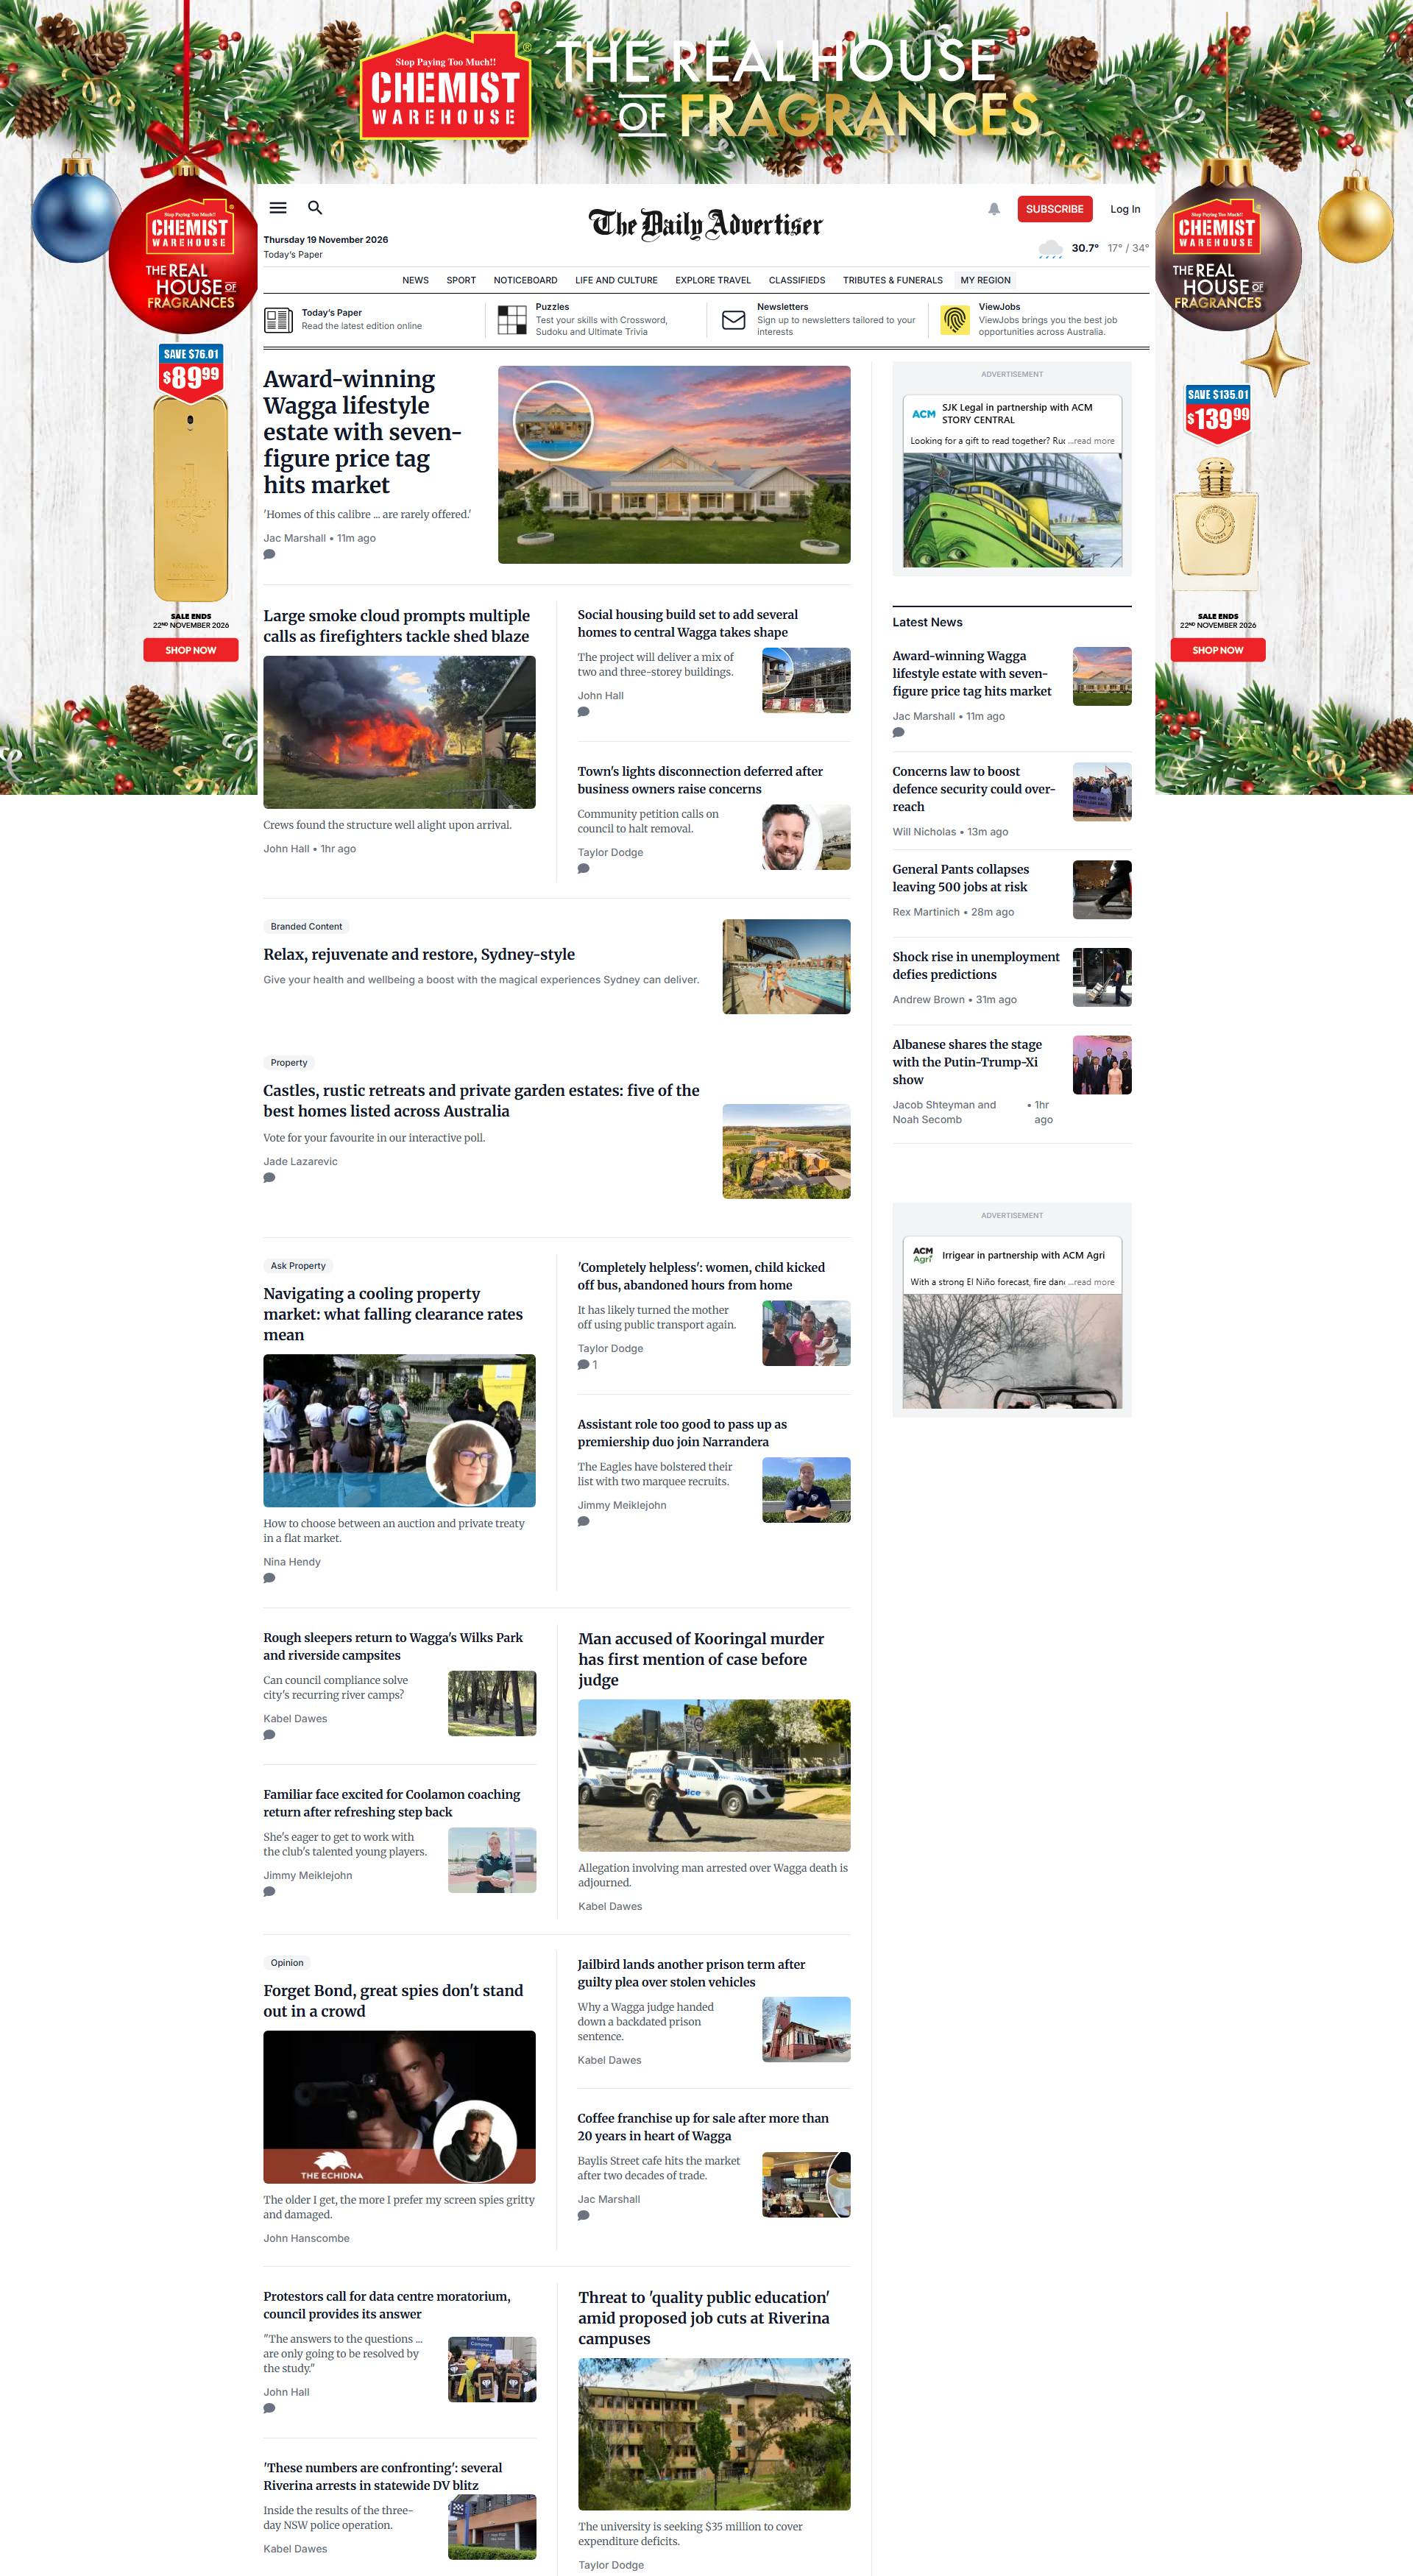 Stop Paying Too Much!!
CHEMIST
WAREHOUSE
THE REAL HOUSE
OF FRAGRANCES
Stop Paying Too Much!!
CHEMIST
WAREHOUSE
THE REAL
HOUSE OF
FRAGRANCES
SAVE $76.01
$89.99
SALE ENDS
22ND NOVEMBER 2026
SHOP NOW
Stop Paying Too Much!!
CHEMIST
WAREHOUSE
THE REAL
HOUSE OF
FRAGRANCES
SAVE $135.01
$139.99
SALE ENDS
22ND NOVEMBER 2026
SHOP NOW
The Daily Advertiser
SUBSCRIBE
Log In
Thursday 19 November 2026
Today's Paper
30.7° 17° / 34°
NEWS SPORT NOTICEBOARD LIFE AND CULTURE EXPLORE TRAVEL CLASSIFIEDS TRIBUTES & FUNERALS MY REGION
Today's Paper
Read the latest edition online
Puzzles
Test your skills with Crossword,
Sudoku and Ultimate Trivia
Newsletters
Sign up to newsletters tailored to your
interests
ViewJobs
ViewJobs brings you the best job
opportunities across Australia.
Award-winning
Wagga lifestyle
estate with seven-
figure price tag
hits market
'Homes of this calibre ... are rarely offered.'
Jac Marshall • 11m ago
Large smoke cloud prompts multiple
calls as firefighters tackle shed blaze
Crews found the structure well alight upon arrival.
John Hall • 1hr ago
Social housing build set to add several
homes to central Wagga takes shape
The project will deliver a mix of
two and three-storey buildings.
John Hall
Town's lights disconnection deferred after
business owners raise concerns
Community petition calls on
council to halt removal.
Taylor Dodge
Branded Content
Relax, rejuvenate and restore, Sydney-style
Give your health and wellbeing a boost with the magical experiences Sydney can deliver.
Property
Castles, rustic retreats and private garden estates: five of the
best homes listed across Australia
Vote for your favourite in our interactive poll.
Jade Lazarevic
Ask Property
Navigating a cooling property
market: what falling clearance rates
mean
How to choose between an auction and private treaty
in a flat market.
Nina Hendy
'Completely helpless': women, child kicked
off bus, abandoned hours from home
It has likely turned the mother
off using public transport again.
Taylor Dodge
1
Assistant role too good to pass up as
premiership duo join Narrandera
The Eagles have bolstered their
list with two marquee recruits.
Jimmy Meiklejohn
Rough sleepers return to Wagga's Wilks Park
and riverside campsites
Can council compliance solve
city's recurring river camps?
Kabel Dawes
Familiar face excited for Coolamon coaching
return after refreshing step back
She's eager to get to work with
the club's talented young players.
Jimmy Meiklejohn
Man accused of Kooringal murder
has first mention of case before
judge
Allegation involving man arrested over Wagga death is
adjourned.
Kabel Dawes
Opinion
Forget Bond, great spies don't stand
out in a crowd
THE ECHIDNA
The older I get, the more I prefer my screen spies gritty
and damaged.
John Hanscombe
Jailbird lands another prison term after
guilty plea over stolen vehicles
Why a Wagga judge handed
down a backdated prison
sentence.
Kabel Dawes
Coffee franchise up for sale after more than
20 years in heart of Wagga
Baylis Street cafe hits the market
after two decades of trade.
Jac Marshall
Protestors call for data centre moratorium,
council provides its answer
"The answers to the questions ...
are only going to be resolved by
the study."
John Hall
'These numbers are confronting': several
Riverina arrests in statewide DV blitz
Inside the results of the three-
day NSW police operation.
Kabel Dawes
Threat to 'quality public education'
amid proposed job cuts at Riverina
campuses
The university is seeking $35 million to cover
expenditure deficits.
Taylor Dodge
ADVERTISEMENT
ACM
SJK Legal in partnership with ACM
STORY CENTRAL
Looking for a gift to read together? Ruc ...read more
Latest News
Award-winning Wagga
lifestyle estate with seven-
figure price tag hits market
Jac Marshall • 11m ago
Concerns law to boost
defence security could over-
reach
Will Nicholas • 13m ago
General Pants collapses
leaving 500 jobs at risk
Rex Martinich • 28m ago
Shock rise in unemployment
defies predictions
Andrew Brown • 31m ago
Albanese shares the stage
with the Putin-Trump-Xi
show
Jacob Shteyman and
Noah Secomb
• 1hr
ago
ADVERTISEMENT
ACM
Agri
Irrigear in partnership with ACM Agri
With a strong El Niño forecast, fire dan ...read more